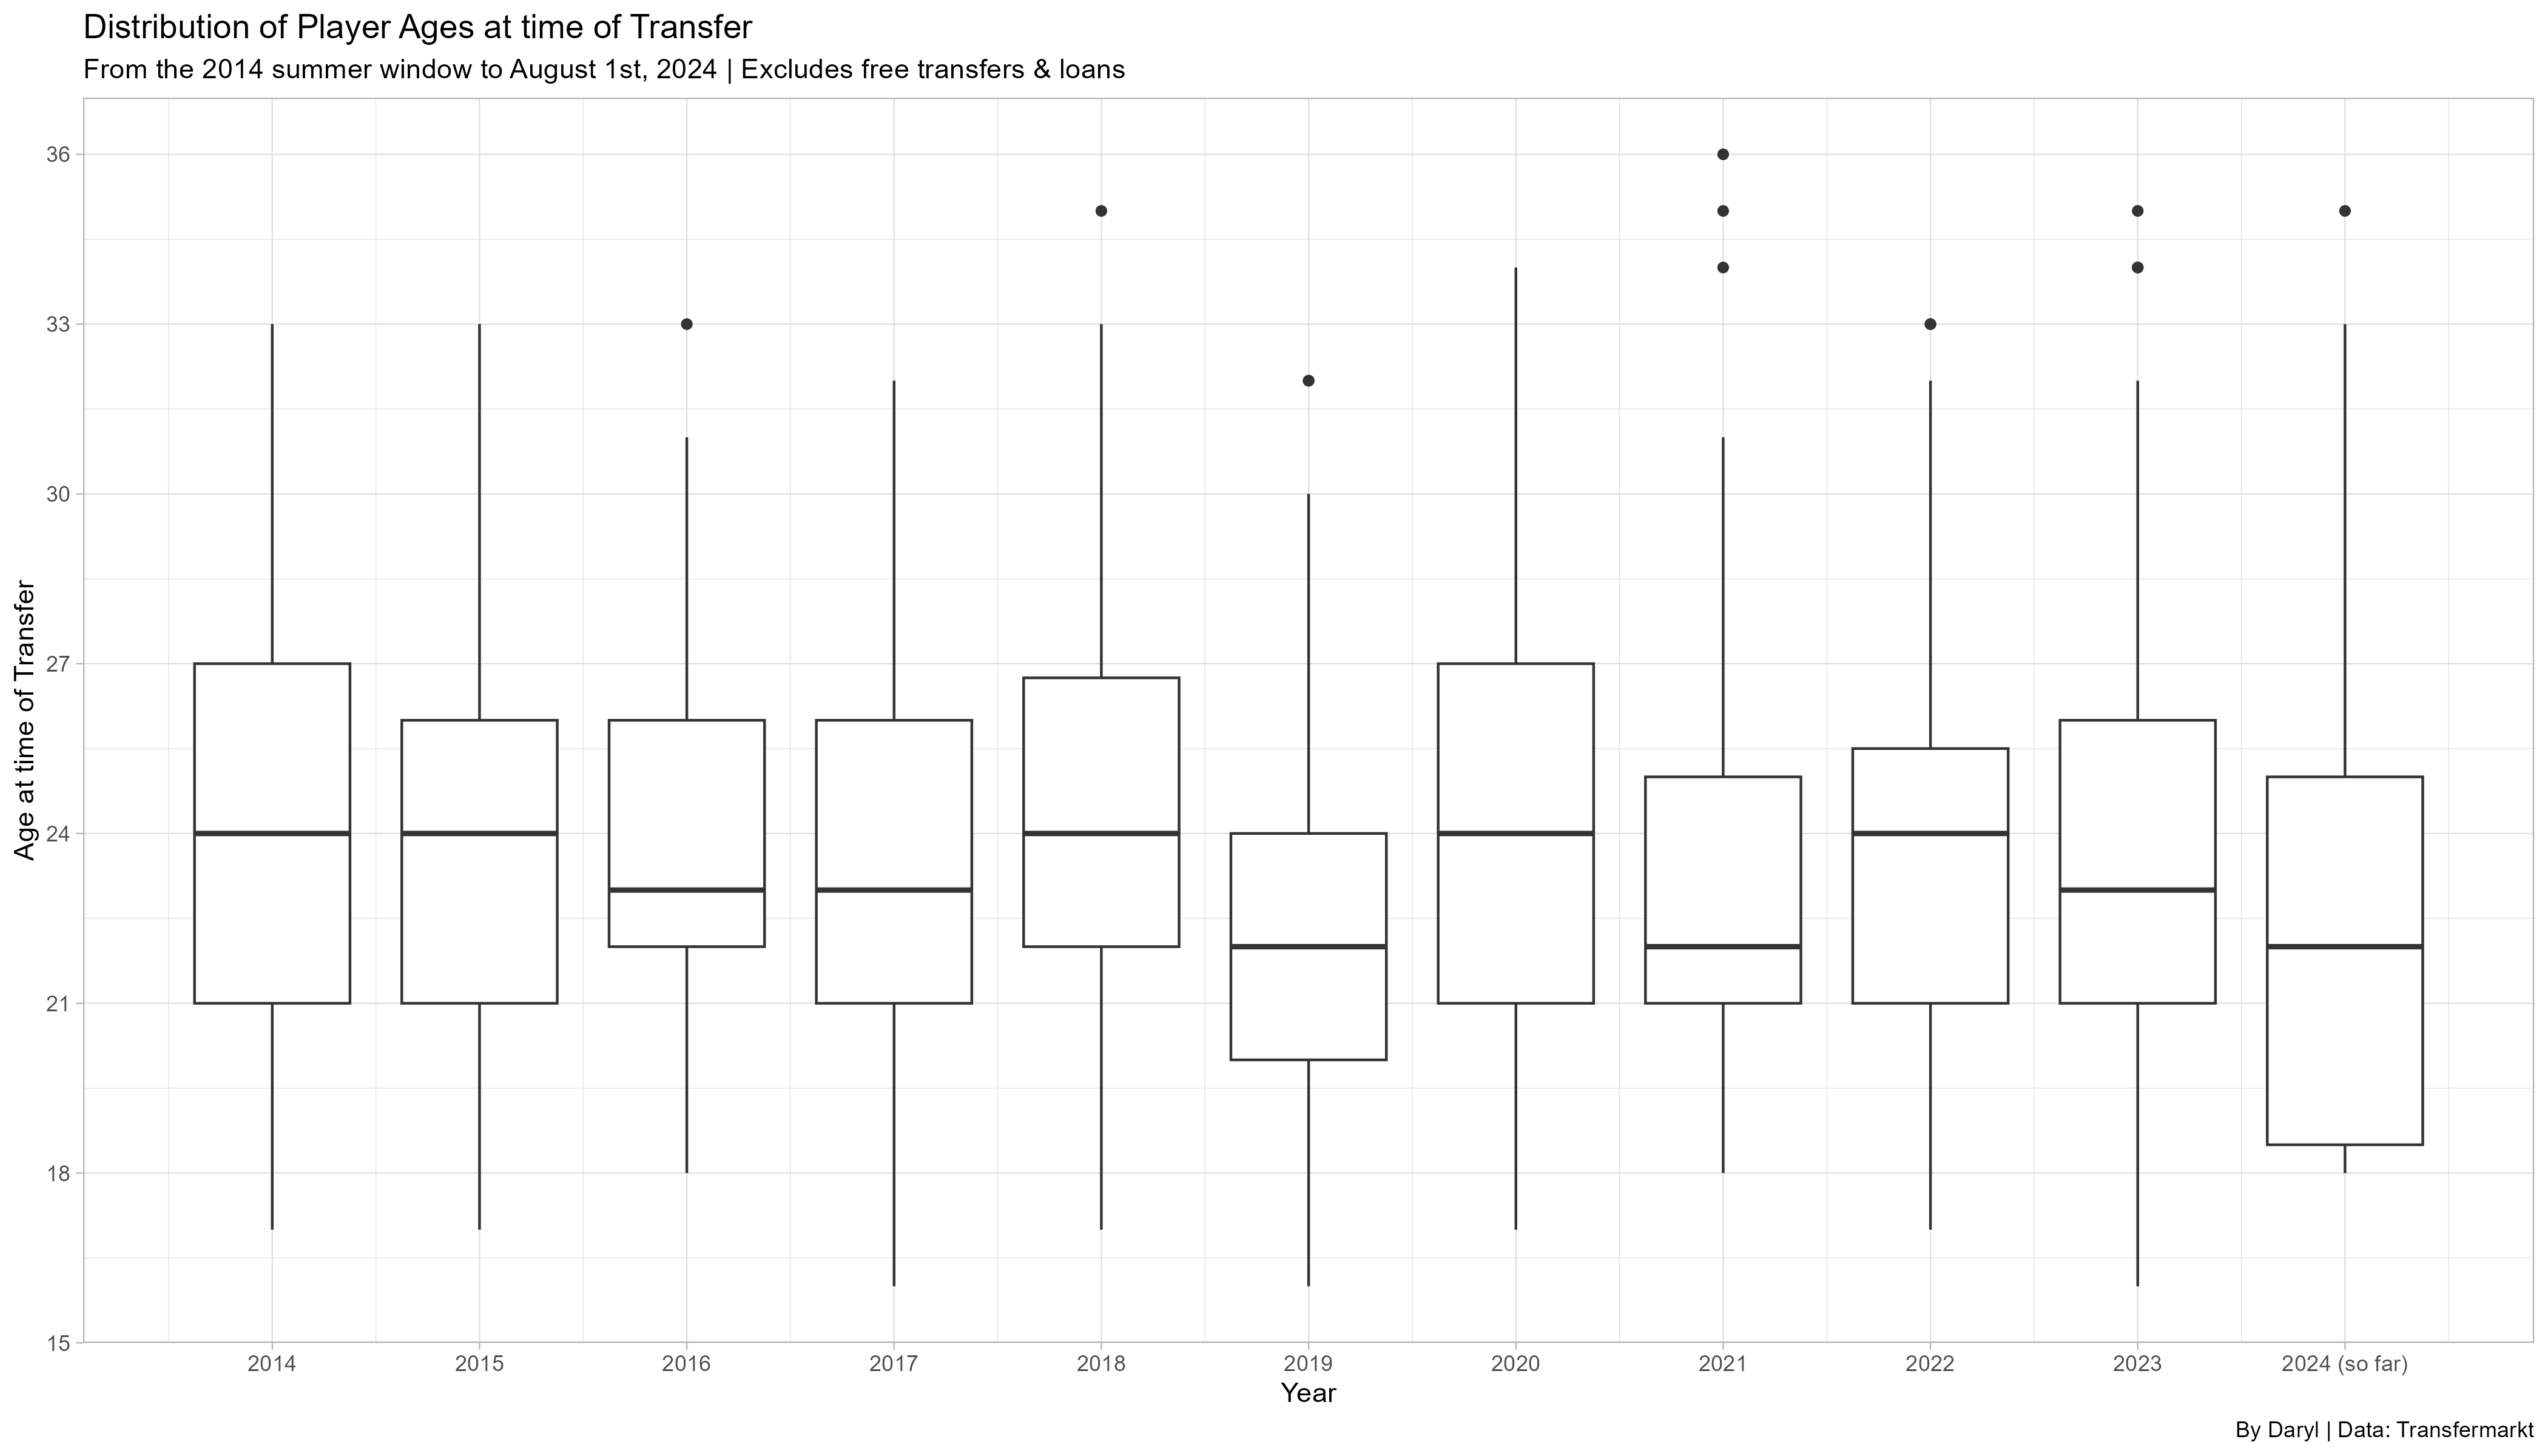 Distribution of Player Ages at time of Transfer
From the 2014 summer window to August 1st, 2024 | Excludes free transfers & loans
Age at time of Transfer
36
33
30
27
24
21
18
15
2014 2015 2016 2017 2018 2019 2020 2021 2022 2023 2024 (so far)
Year
By Daryl | Data: Transfermarkt